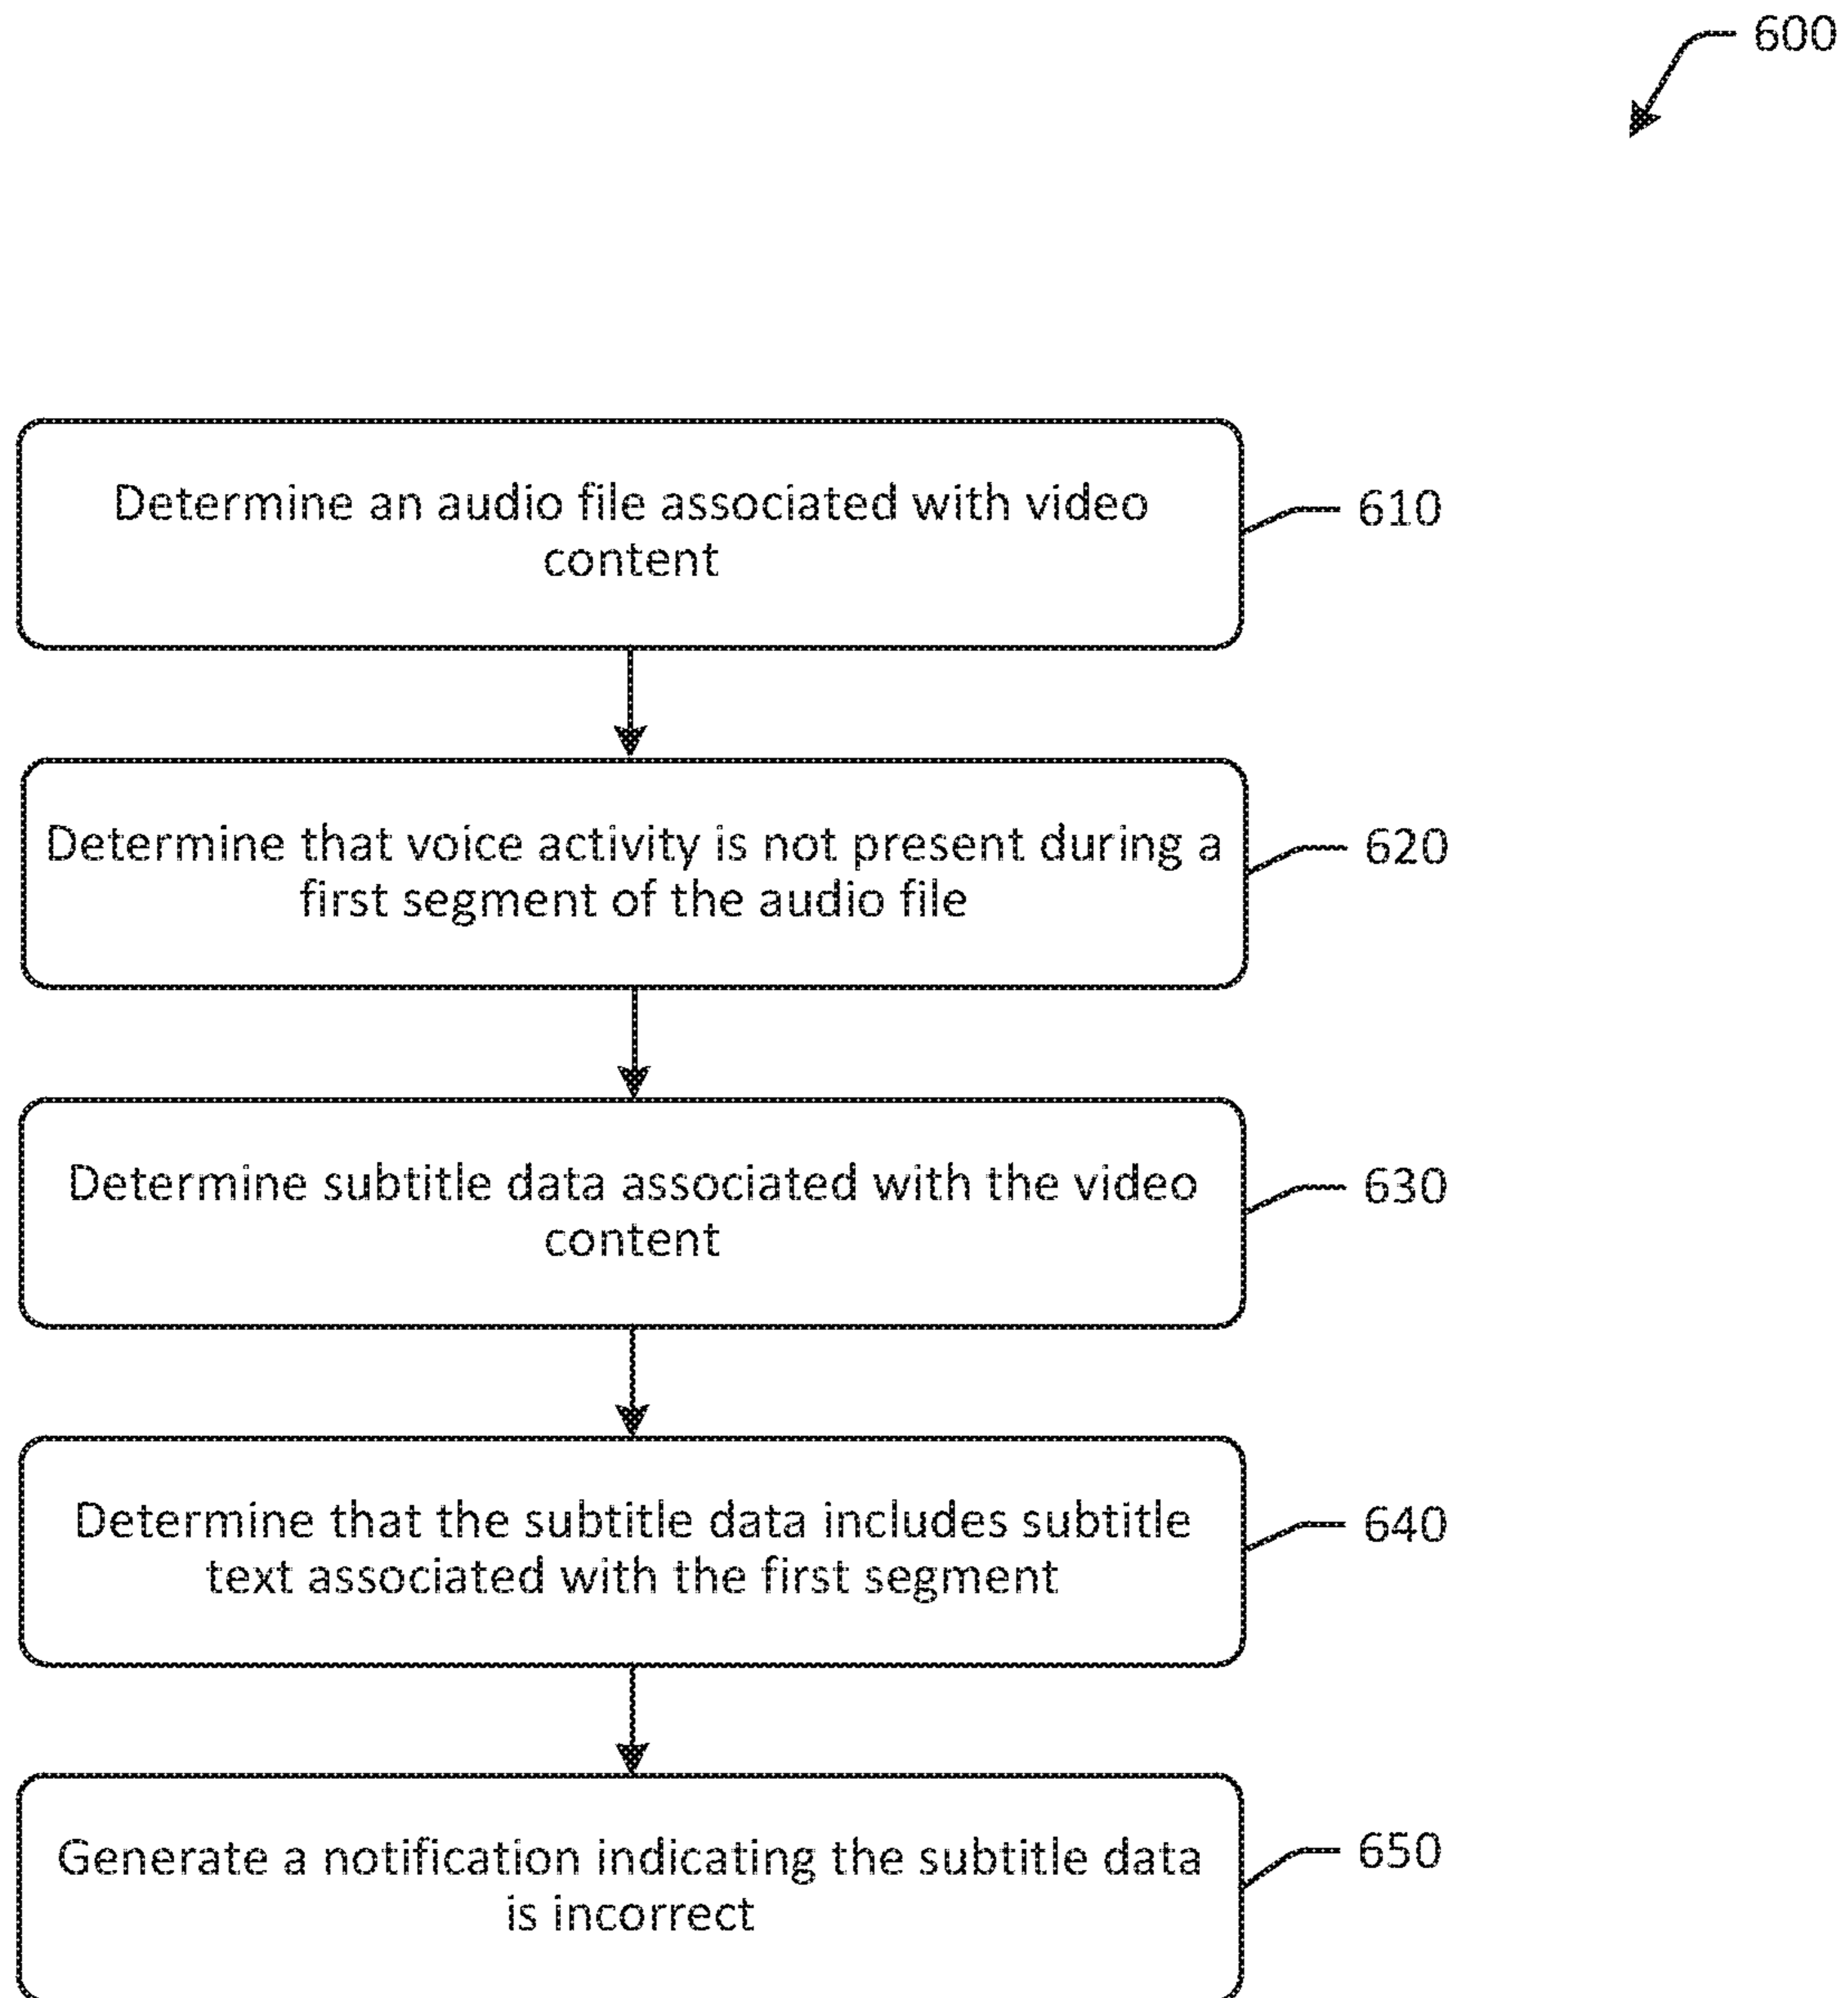 600
Determine an audio file associated with video
content
610
Determine that voice activity is not present during a
first segment of the audio file
620
Determine subtitle data associated with the video
content
630
Determine that the subtitle data includes subtitle
text associated with the first segment
640
Generate a notification indicating the subtitle data
is incorrect
650